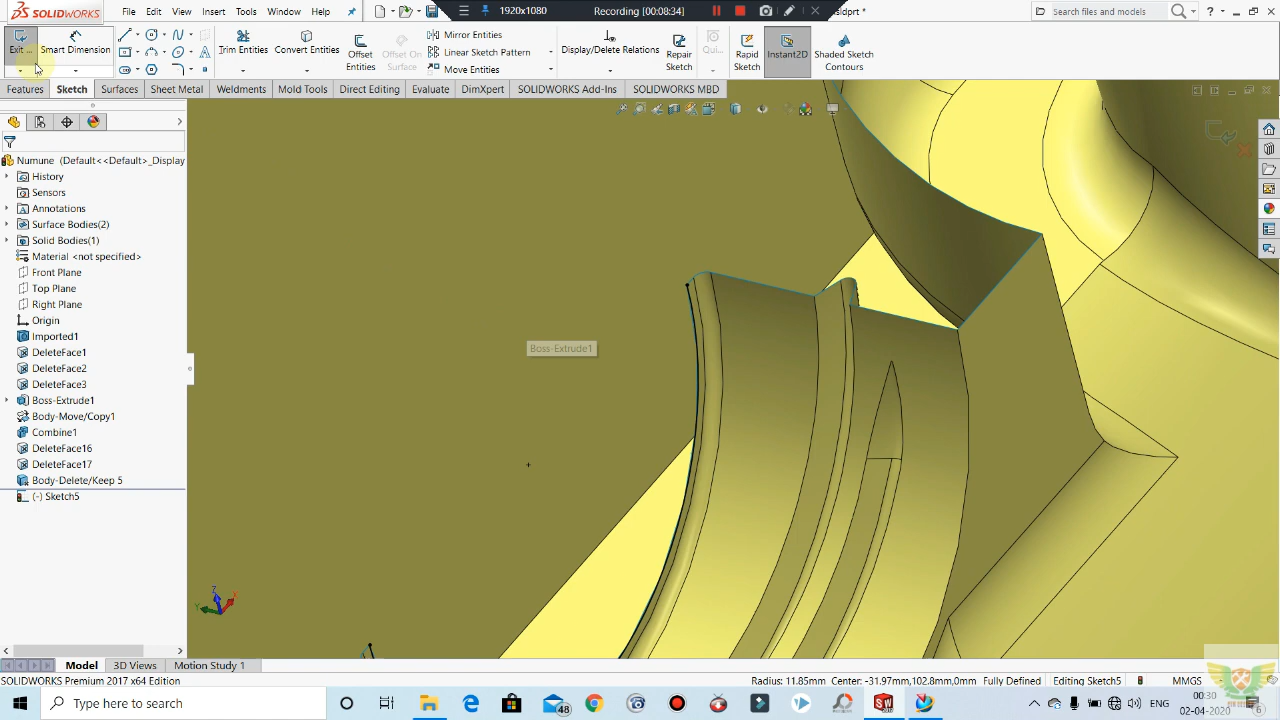 SOLIDWORKS
File Edit View Insert Tools Window Help
1920x1080
Recording [00:08:34]
sldprt *
Search files and models
Exit ...
Smart Dimension
Trim Entities
Convert Entities
Offset Entities
Offset On Surface
Mirror Entities
Linear Sketch Pattern
Move Entities
Display/Delete Relations
Repair Sketch
Qui...
Rapid Sketch
Instant2D
Shaded Sketch Contours
Features Sketch Surfaces Sheet Metal Weldments Mold Tools Direct Editing Evaluate DimXpert SOLIDWORKS Add-Ins SOLIDWORKS MBD
Numune (Default<<Default>_Display
History
Sensors
Annotations
Surface Bodies(2)
Solid Bodies(1)
Material <not specified>
Front Plane
Top Plane
Right Plane
Origin
Imported1
DeleteFace1
DeleteFace2
DeleteFace3
Boss-Extrude1
Body-Move/Copy1
Combine1
DeleteFace16
DeleteFace17
Body-Delete/Keep 5
(-) Sketch5
Boss-Extrude1
Z
X
Y
Model 3D Views Motion Study 1
SOLIDWORKS Premium 2017 x64 Edition
Radius: 11.85mm Center: -31.97mm,102.8mm,0mm Fully Defined Editing Sketch5 MMGS
Type here to search
48
SW
2017
ENG
00:30
02-04-2020
6